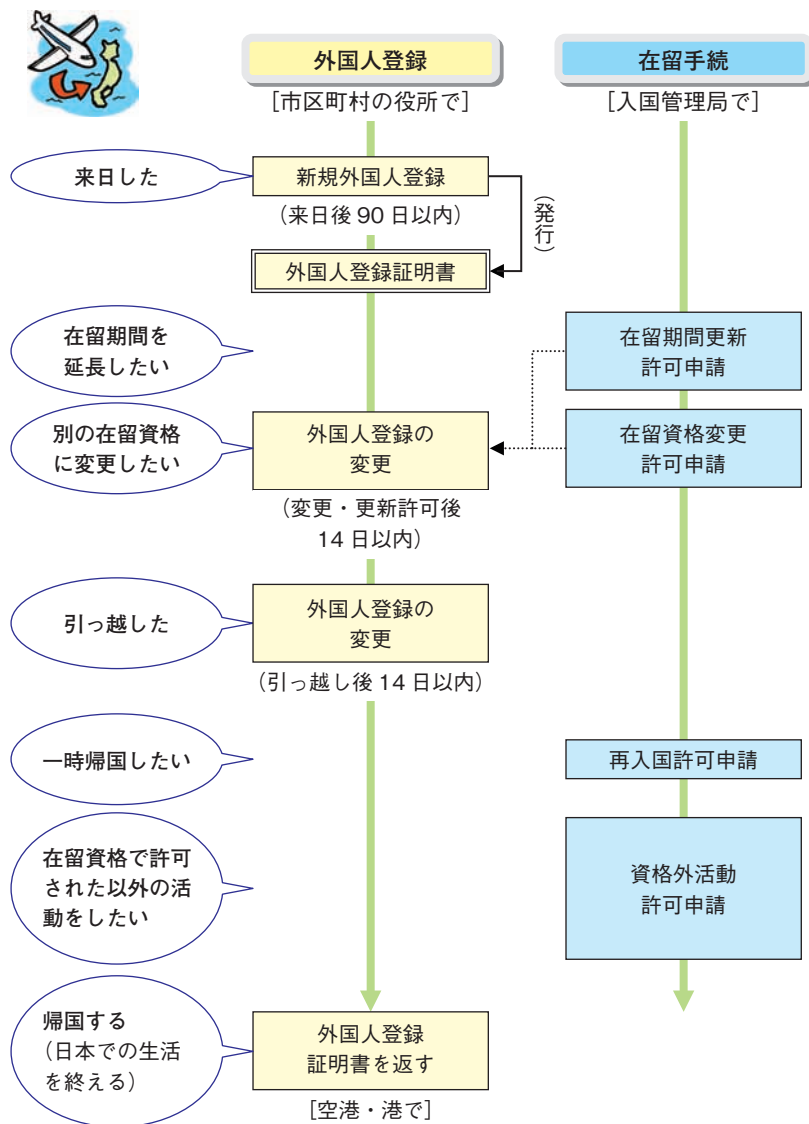 外国人登録
在留手続
［市区町村の役所で］
［入国管理局で］
来日した
新規外国人登録
（来日後 90 日以内）
（発行）
外国人登録証明書
在留期間を
延長したい
在留期間更新
許可申請
別の在留資格
に変更したい
外国人登録の
変更
在留資格変更
許可申請
（変更・更新許可後
14 日以内）
引っ越した
外国人登録の
変更
（引っ越し後 14 日以内）
一時帰国したい
再入国許可申請
在留資格で許可
された以外の活
動をしたい
資格外活動
許可申請
帰国する
（日本での生活
を終える）
外国人登録
証明書を返す
［空港・港で］